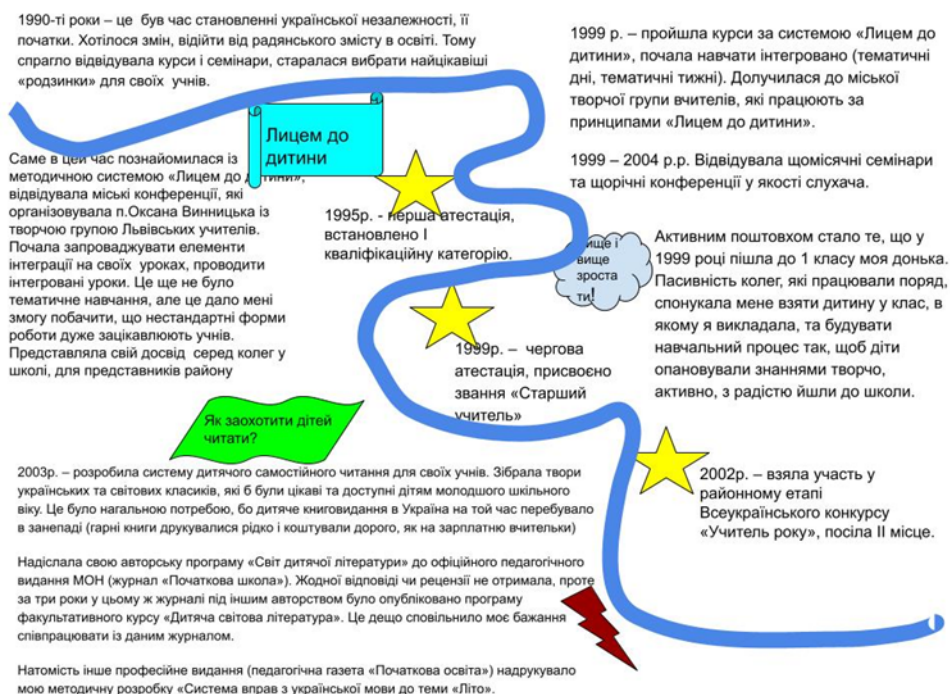 1990-ті роки – це  був час становленні української незалежності, її
початки. Хотілося змін, відійти від радянського змісту в освіті. Тому
спрагло відвідувала курси і семінари, старалася вибрати найцікавіші
«родзинки» для своїх  учнів.
Лицем до
дитини
Саме в цей час познайомилася із
методичною системою «Лицем до дитини»,
відвідувала міські конференції, які
організовувала п.Оксана Винницька із
творчою групою Львівських учителів.
Почала запроваджувати елементи
інтеграції на своїх  уроках, проводити
інтегровані уроки. Це ще не було
тематичне навчання, але це дало мені
змогу побачити, що нестандартні форми
роботи дуже зацікавлюють учнів.
Представляла свій досвід  серед колег у
школі, для представників району
1995р. - перша атестація,
встановлено І
кваліфікаційну категорію.
1999 р. – пройшла курси за системою «Лицем до
дитини», почала навчати інтегровано (тематичні
дні, тематичні тижні). Долучилася до міської
творчої групи вчителів, які працюють за
принципами «Лицем до дитини».
1999 – 2004 р.р. Відвідувала щомісячні семінари
та щорічні конференції у якості слухача.
вище і
вище
зроста
ти!
Активним поштовхом стало те, що у
1999 році пішла до 1 класу моя донька.
Пасивність колег, які працювали поряд,
спонукала мене взяти дитину у клас, в
якому я викладала, та будувати
навчальний процес так, щоб діти
опановували знаннями творчо,
активно, з радістю йшли до школи.
1999р. –  чергова
атестація, присвоєно
звання «Старший
учитель»
Як заохотити дітей
читати?
2002р. – взяла участь у
районному етапі
Всеукраїнського конкурсу
«Учитель року», посіла ІІ місце.
2003р. – розробила систему дитячого самостійного читання для своїх учнів. Зібрала твори
українських та світових класиків, які б були цікаві та доступні дітям молодшого шкільного
віку. Це було нагальною потребою, бо дитяче книговидання в Україна на той час перебувало
в занепаді (гарні книги друкувалися рідко і коштували дорого, як на зарплатню вчительки)
Надіслала свою авторську програму «Світ дитячої літератури» до офіційного педагогічного
видання МОН (журнал «Початкова школа»). Жодної відповіді чи рецензії не отримала, проте
за три роки у цьому ж журналі під іншим авторством було опубліковано програму
факультативного курсу «Дитяча світова література». Це дещо сповільнило моє бажання
співпрацювати із даним журналом.
Натомість інше професійне видання (педагогічна газета «Початкова освіта») надрукувало
мою методичну розробку «Система вправ з української мови до теми «Літо».